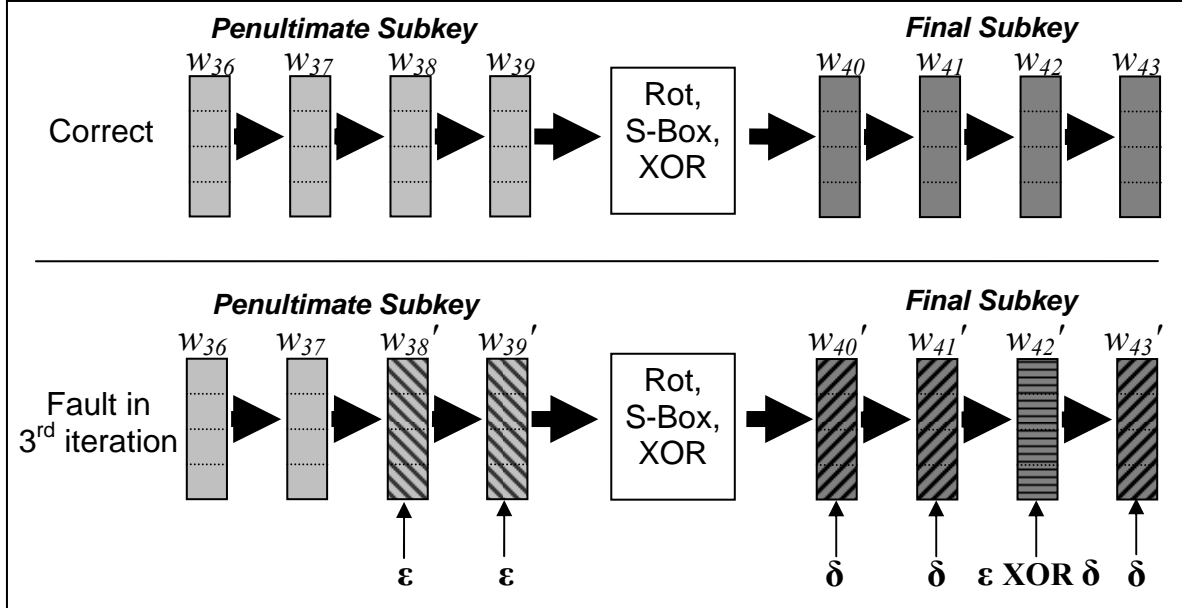 Penultimate Subkey Final Subkey
w36 w37 w38 w39 w40 w41 w42 w43
Correct
Rot,
S-Box,
XOR
Penultimate Subkey Final Subkey
w36 w37 w38′ w39′ w40′ w41′ w42′ w43′
Fault in
3rd iteration
Rot,
S-Box,
XOR
ε ε δ δ ε XOR δ δ